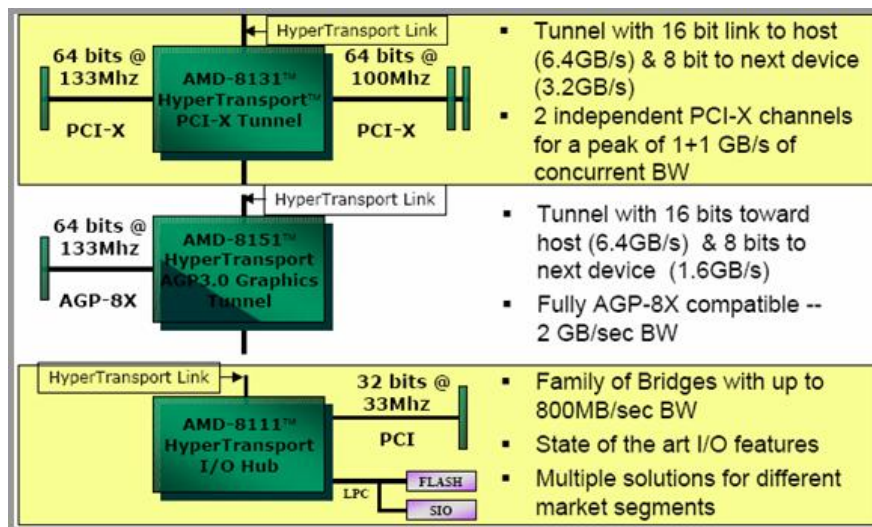 HyperTransport Link
64 bits @
133Mhz
PCI-X
AMD-8131™
HyperTransport™
PCI-X Tunnel
64 bits @
100Mhz
PCI-X
▪ Tunnel with 16 bit link to host
(6.4GB/s) & 8 bit to next device
(3.2GB/s)
▪ 2 independent PCI-X channels
for a peak of 1+1 GB/s of
concurrent BW
HyperTransport Link
64 bits @
133Mhz
AGP-8X
AMD-8151™
HyperTransport
AGP3.0 Graphics
Tunnel
▪ Tunnel with 16 bits toward
host (6.4GB/s) & 8 bits to
next device (1.6GB/s)
▪ Fully AGP-8X compatible --
2 GB/sec BW
HyperTransport Link
AMD-8111™
HyperTransport
I/O Hub
32 bits @
33Mhz
PCI
LPC
FLASH
SIO
▪ Family of Bridges with up to
800MB/sec BW
▪ State of the art I/O features
▪ Multiple solutions for different
market segments